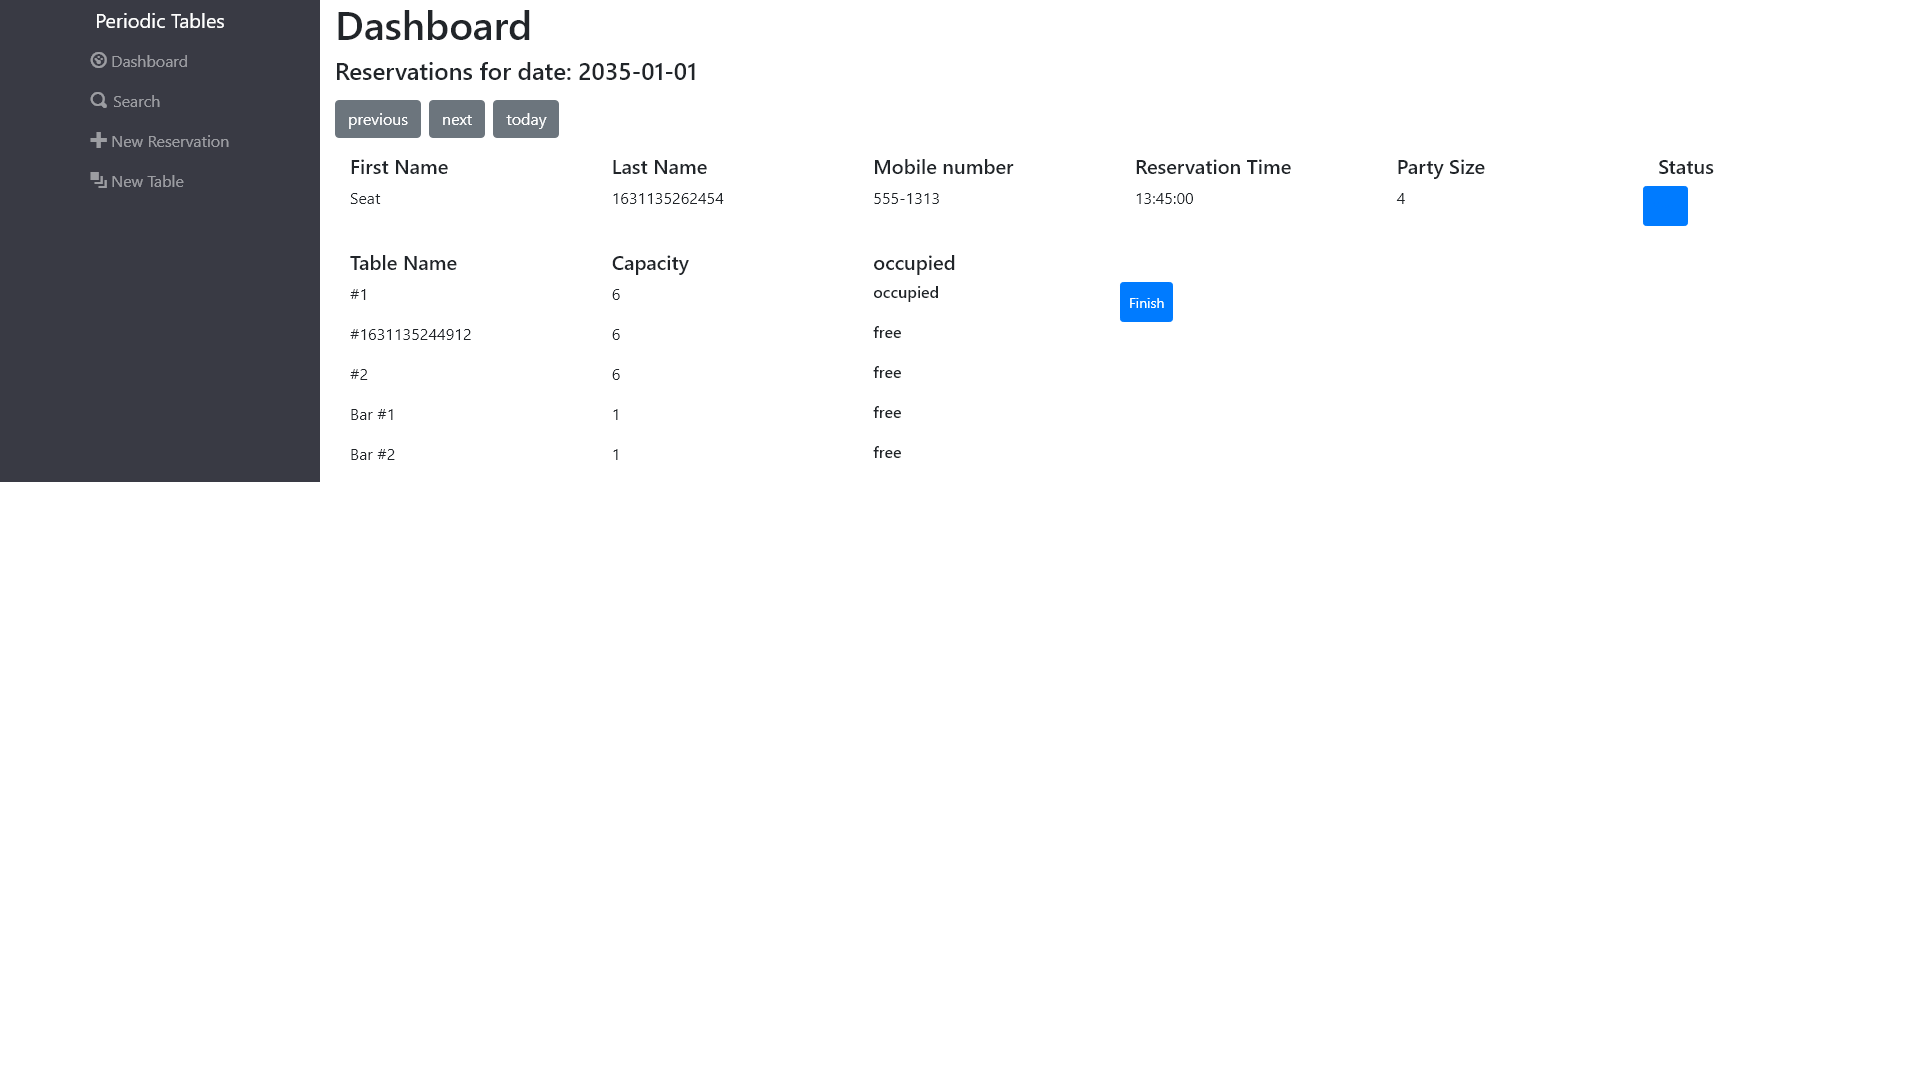 Periodic Tables
Dashboard
Search
New Reservation
New Table
Dashboard
Reservations for date: 2035-01-01
previous next today
First Name Last Name Mobile number Reservation Time Party Size Status
Seat 1631135262454 555-1313 13:45:00 4
Table Name Capacity occupied
#1 6 occupied Finish
#1631135244912 6 free
#2 6 free
Bar #1 1 free
Bar #2 1 free